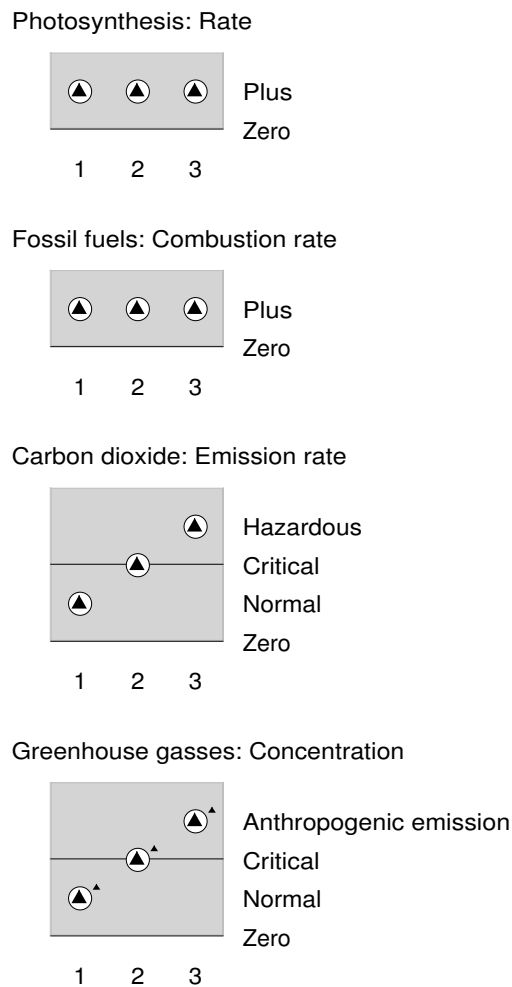 Photosynthesis: Rate
Plus
Zero
1 2 3
Fossil fuels: Combustion rate
Plus
Zero
1 2 3
Carbon dioxide: Emission rate
Hazardous
Critical
Normal
Zero
1 2 3
Greenhouse gasses: Concentration
Anthropogenic emission
Critical
Normal
Zero
1 2 3